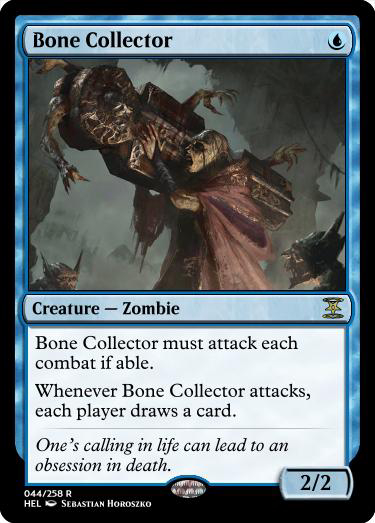 Bone Collector
Creature — Zombie
Bone Collector must attack each
combat if able.
Whenever Bone Collector attacks,
each player draws a card.
One's calling in life can lead to an
obsession in death.
2/2
044/258 R
HEL Sebastian Horoszko